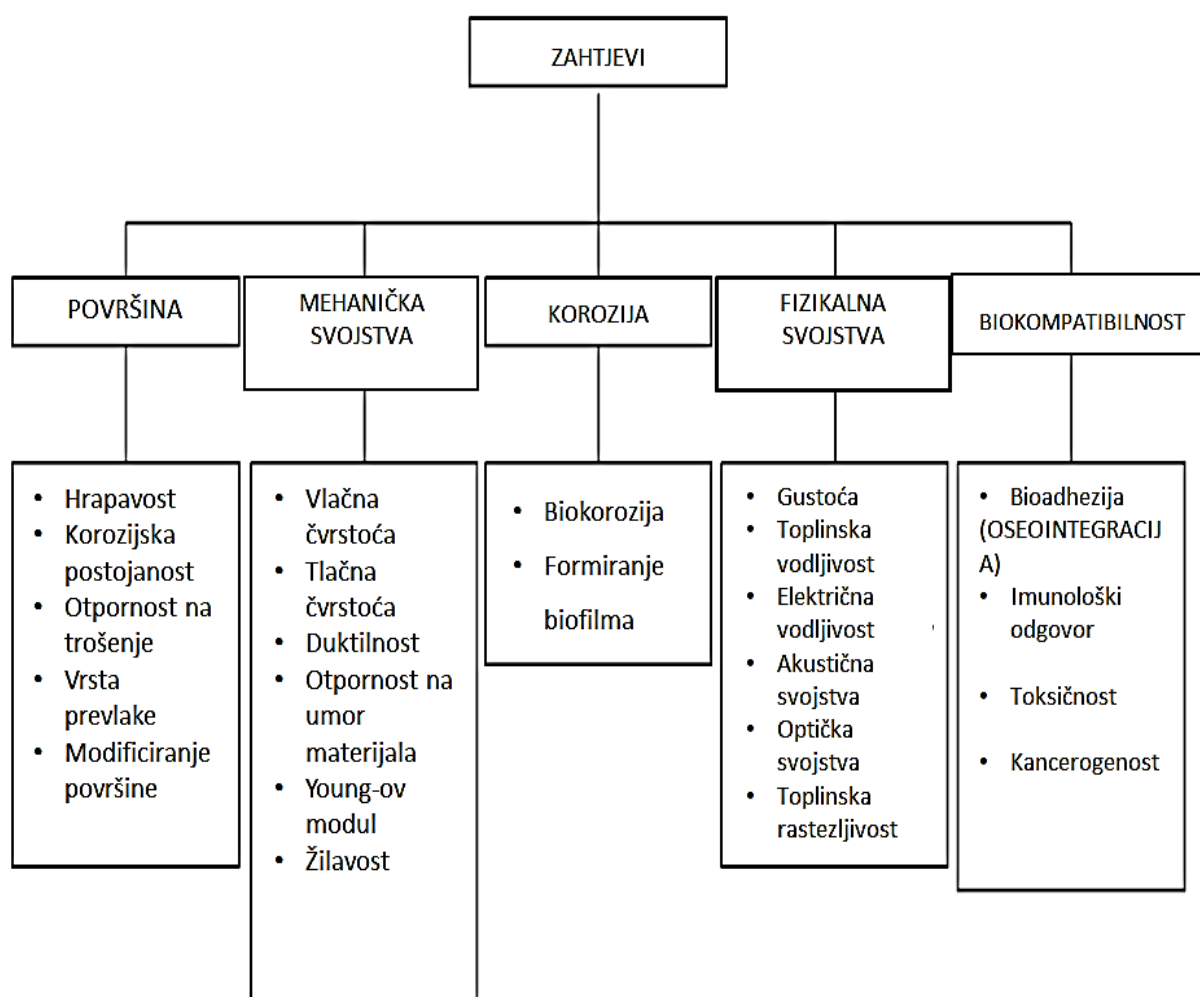 ZAHTJEVI
POVRŠINA
MEHANIČKA
SVOJSTVA
KOROZIJA
FIZIKALNA
SVOJSTVA
BIOKOMPATIBILNOST
• Hrapavost
• Korozijska
postojanost
• Otpornost na
trošenje
• Vrsta
prevlake
• Modificiranje
površine
• Vlačna
čvrstoća
• Tlačna
čvrstoća
• Duktilnost
• Otpornost na
umor
materijala
• Young-ov
modul
• Žilavost
• Biokorozija
• Formiranje
biofilma
• Gustoća
• Toplinska
vodljivost
• Električna
vodljivost
• Akustična
svojstva
• Optička
svojstva
• Toplinska
rastezljivost
• Bioadhezija
(OSEOINTEGRACIJ
A)
• Imunološki
odgovor
• Toksičnost
• Kancerogenost